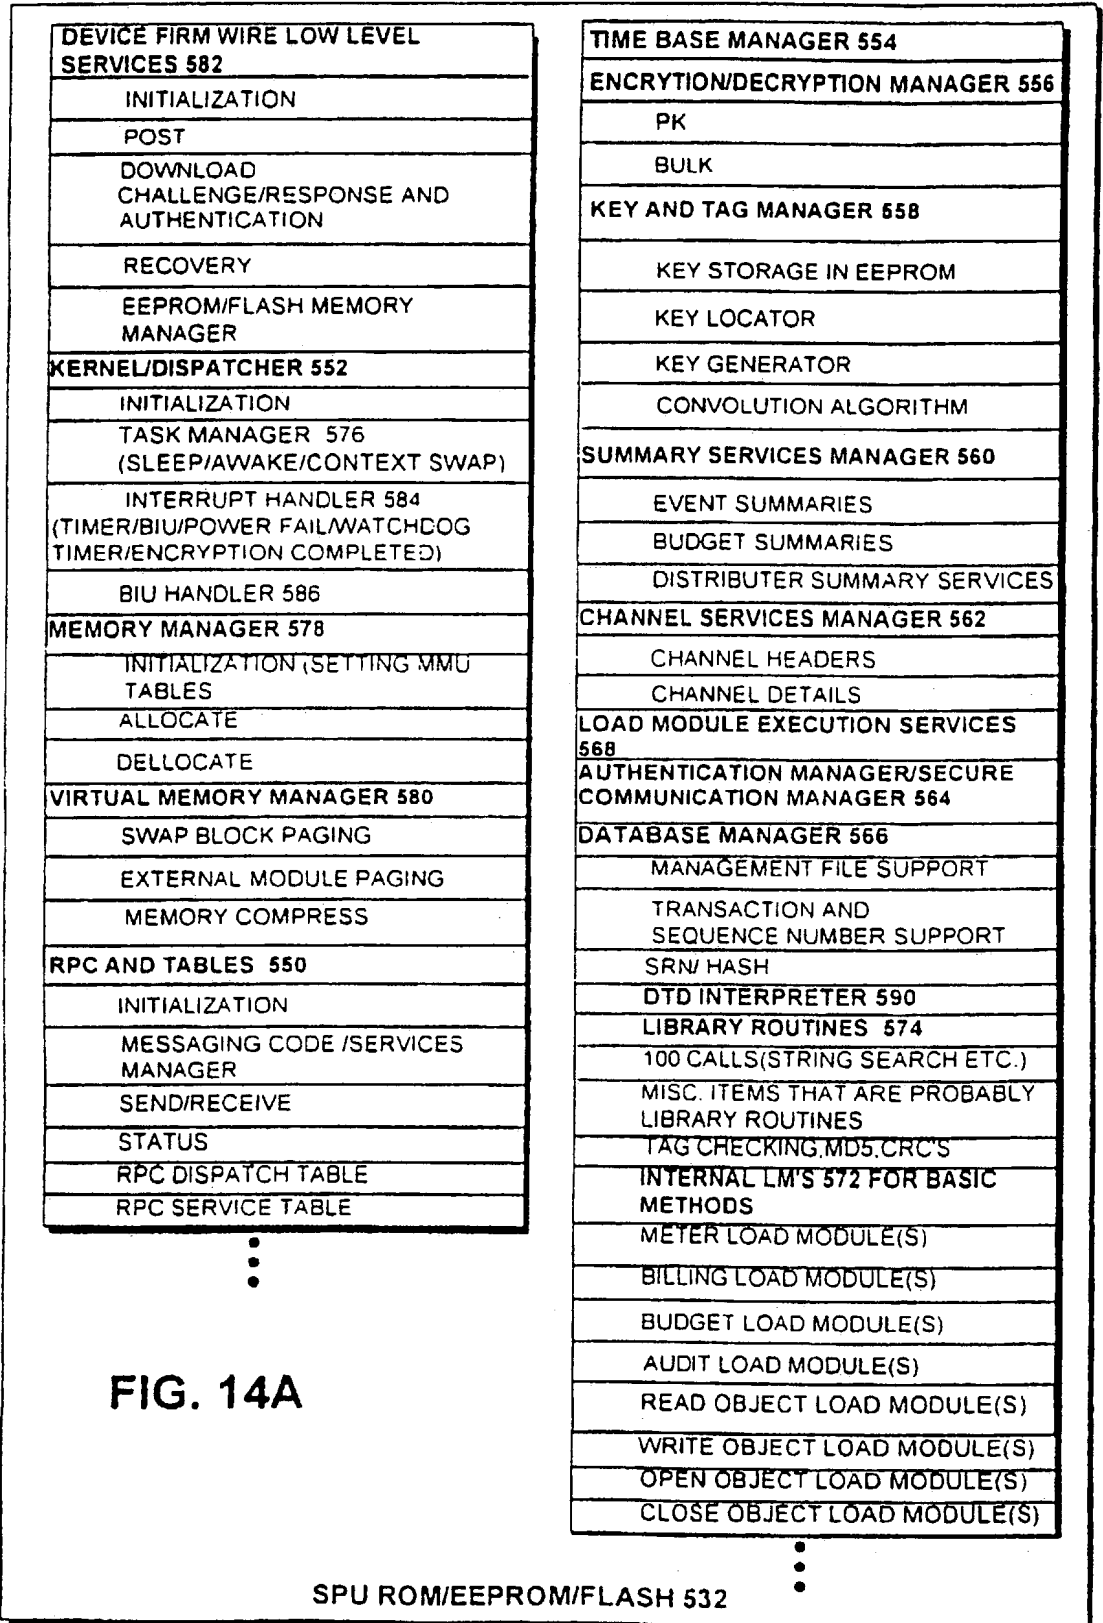 DEVICE FIRM WIRE LOW LEVEL
SERVICES 582
INITIALIZATION
POST
DOWNLOAD
CHALLENGE/RESPONSE AND
AUTHENTICATION
RECOVERY
EEPROM/FLASH MEMORY
MANAGER
KERNEL/DISPATCHER 552
INITIALIZATION
TASK MANAGER 576
(SLEEP/AWAKE/CONTEXT SWAP)
INTERRUPT HANDLER 584
(TIMER/BIU/POWER FAIL/WATCHDOG
TIMER/ENCRYPTION COMPLETED)
BIU HANDLER 586
MEMORY MANAGER 578
INITIALIZATION (SETTING MMU
TABLES
ALLOCATE
DELLOCATE
VIRTUAL MEMORY MANAGER 580
SWAP BLOCK PAGING
EXTERNAL MODULE PAGING
MEMORY COMPRESS
RPC AND TABLES 550
INITIALIZATION
MESSAGING CODE /SERVICES
MANAGER
SEND/RECEIVE
STATUS
RPC DISPATCH TABLE
RPC SERVICE TABLE
TIME BASE MANAGER 554
ENCRYTION/DECRYPTION MANAGER 556
PK
BULK
KEY AND TAG MANAGER 558
KEY STORAGE IN EEPROM
KEY LOCATOR
KEY GENERATOR
CONVOLUTION ALGORITHM
SUMMARY SERVICES MANAGER 560
EVENT SUMMARIES
BUDGET SUMMARIES
DISTRIBUTER SUMMARY SERVICES
CHANNEL SERVICES MANAGER 562
CHANNEL HEADERS
CHANNEL DETAILS
LOAD MODULE EXECUTION SERVICES
568
AUTHENTICATION MANAGER/SECURE
COMMUNICATION MANAGER 564
DATABASE MANAGER 566
MANAGEMENT FILE SUPPORT
TRANSACTION AND
SEQUENCE NUMBER SUPPORT
SRN/ HASH
DTD INTERPRETER 590
LIBRARY ROUTINES 574
100 CALLS(STRING SEARCH ETC.)
MISC. ITEMS THAT ARE PROBABLY
LIBRARY ROUTINES
TAG CHECKING,MD5,CRC'S
INTERNAL LM'S 572 FOR BASIC
METHODS
METER LOAD MODULE(S)
BILLING LOAD MODULE(S)
BUDGET LOAD MODULE(S)
AUDIT LOAD MODULE(S)
READ OBJECT LOAD MODULE(S)
WRITE OBJECT LOAD MODULE(S)
OPEN OBJECT LOAD MODULE(S)
CLOSE OBJECT LOAD MODULE(S)
FIG. 14A
SPU ROM/EEPROM/FLASH 532